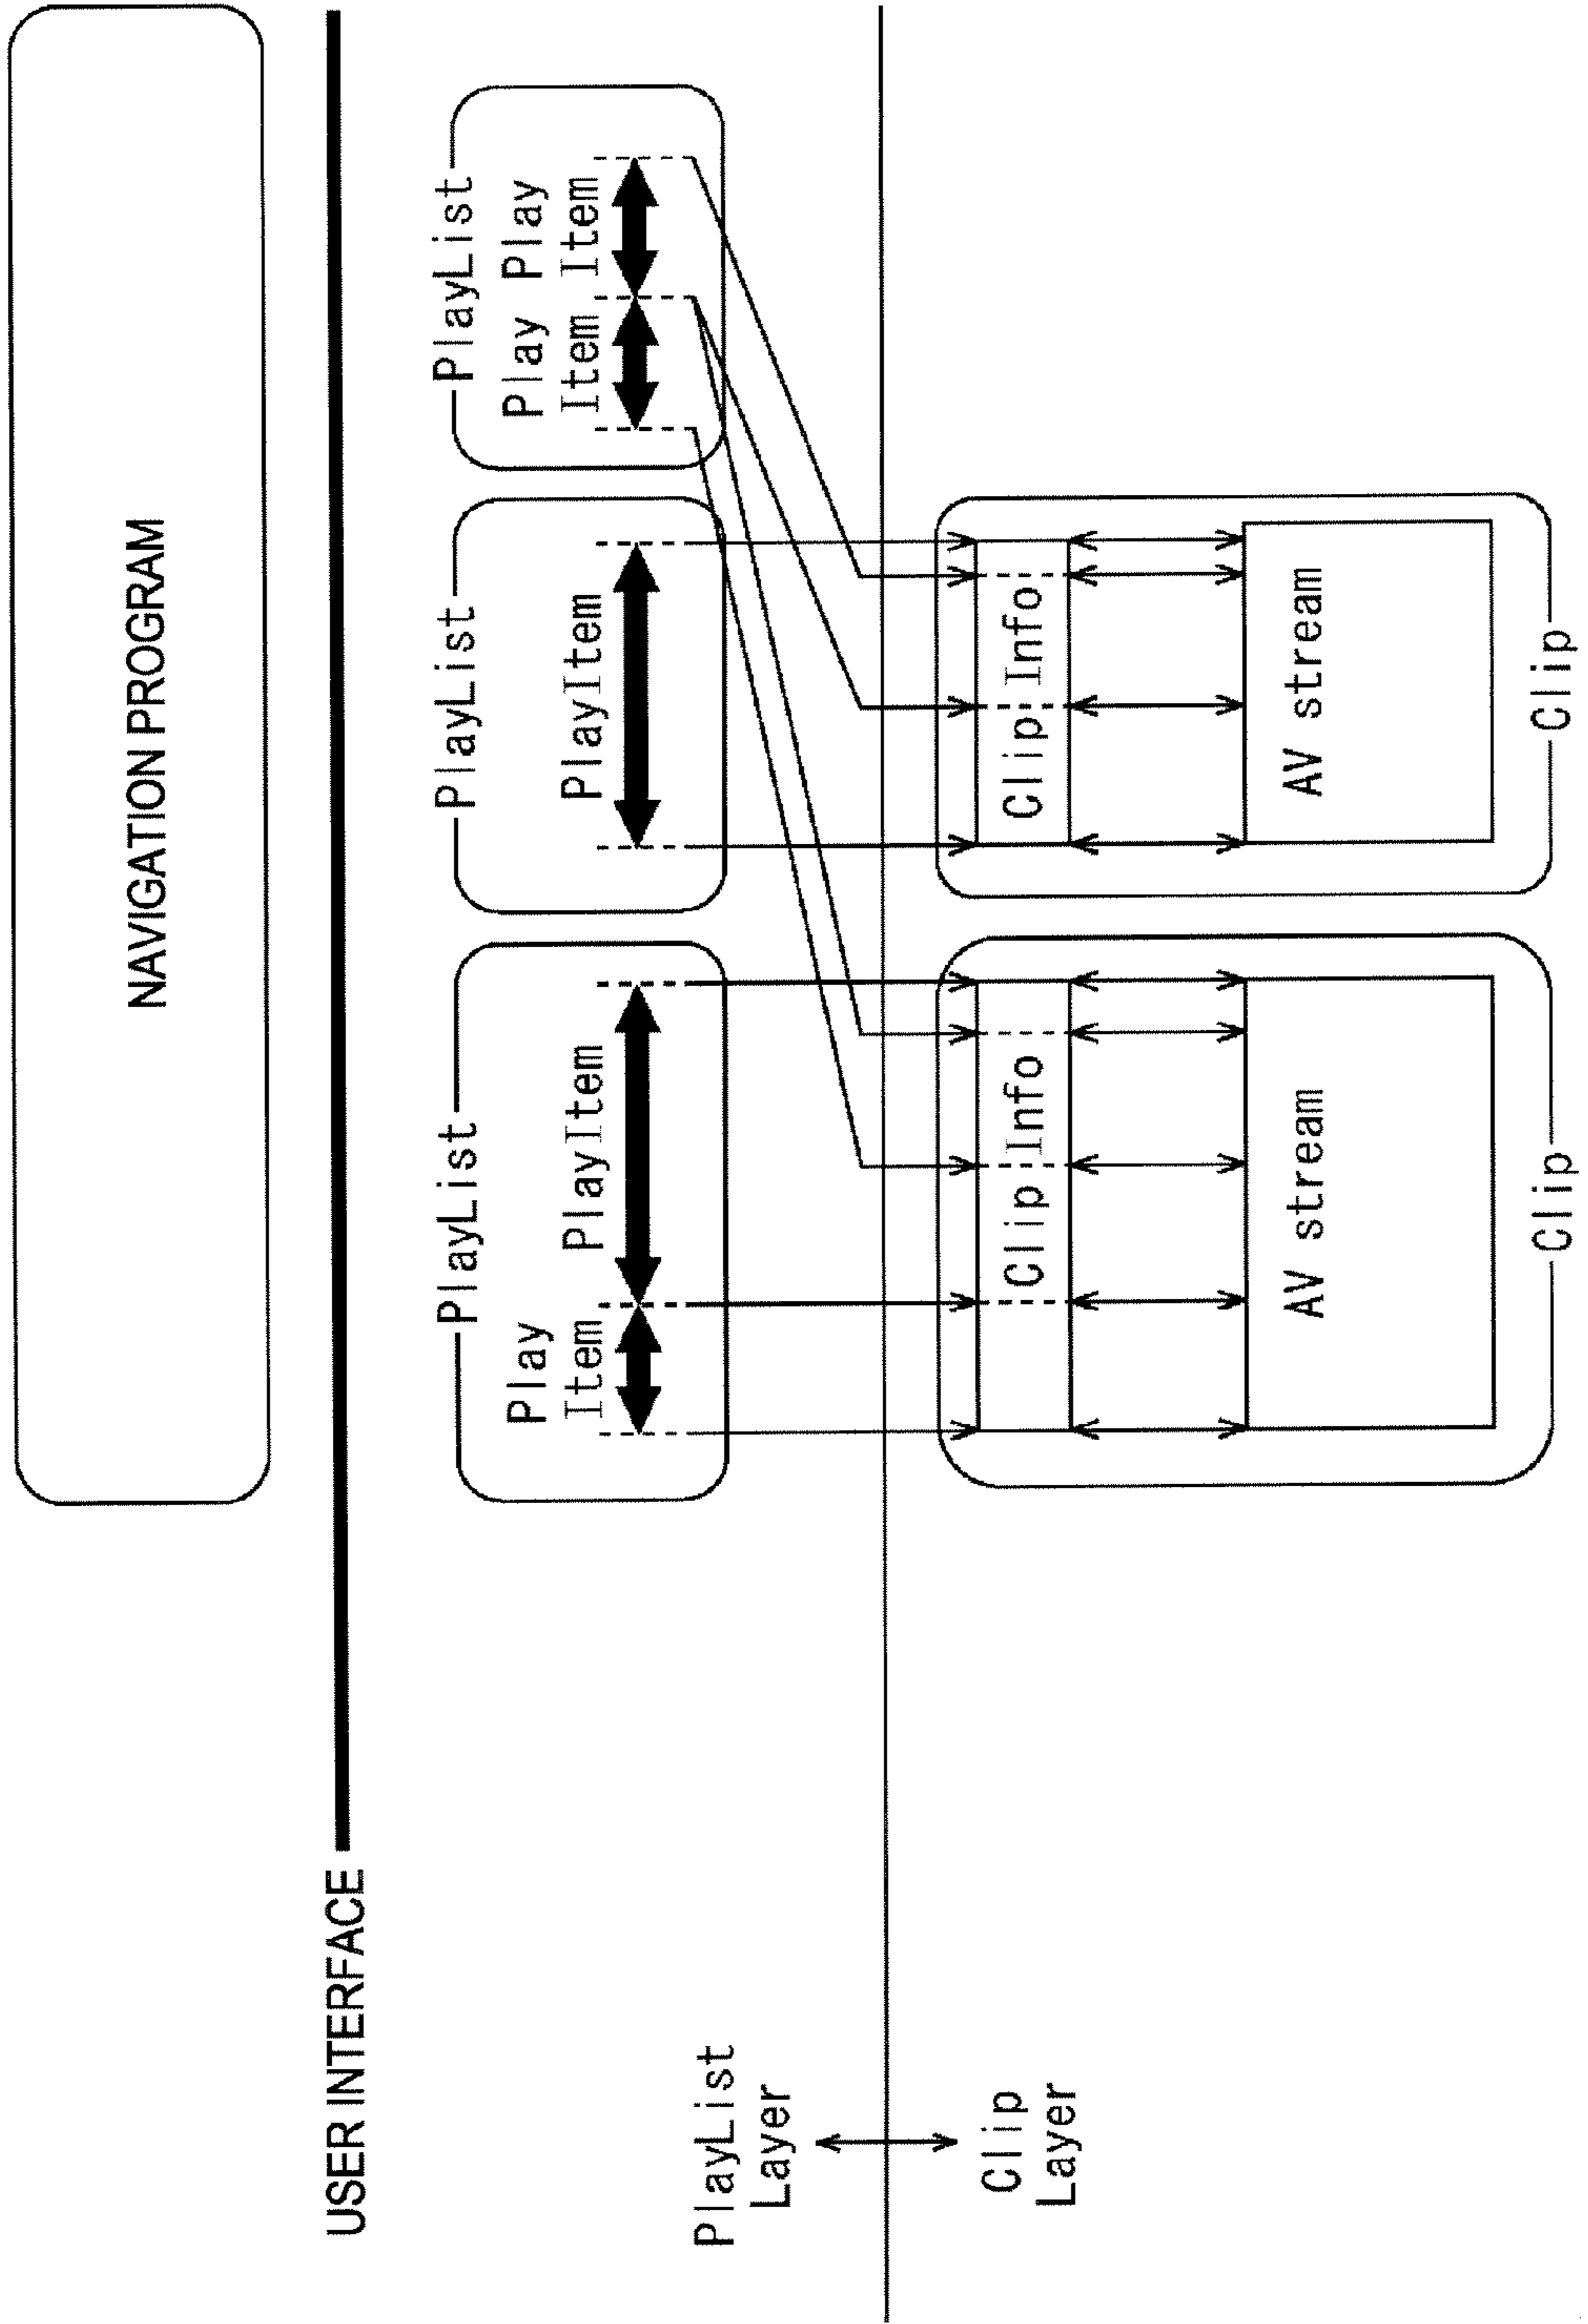 NAVIGATION PROGRAM
USER INTERFACE
PlayList
PlayList
PlayList
Play
Item
PlayItem
PlayItem
Play Play
Item Item
PlayList
Layer
Clip
Layer
Clip Info
Clip Info
AV stream
AV stream
Clip
Clip